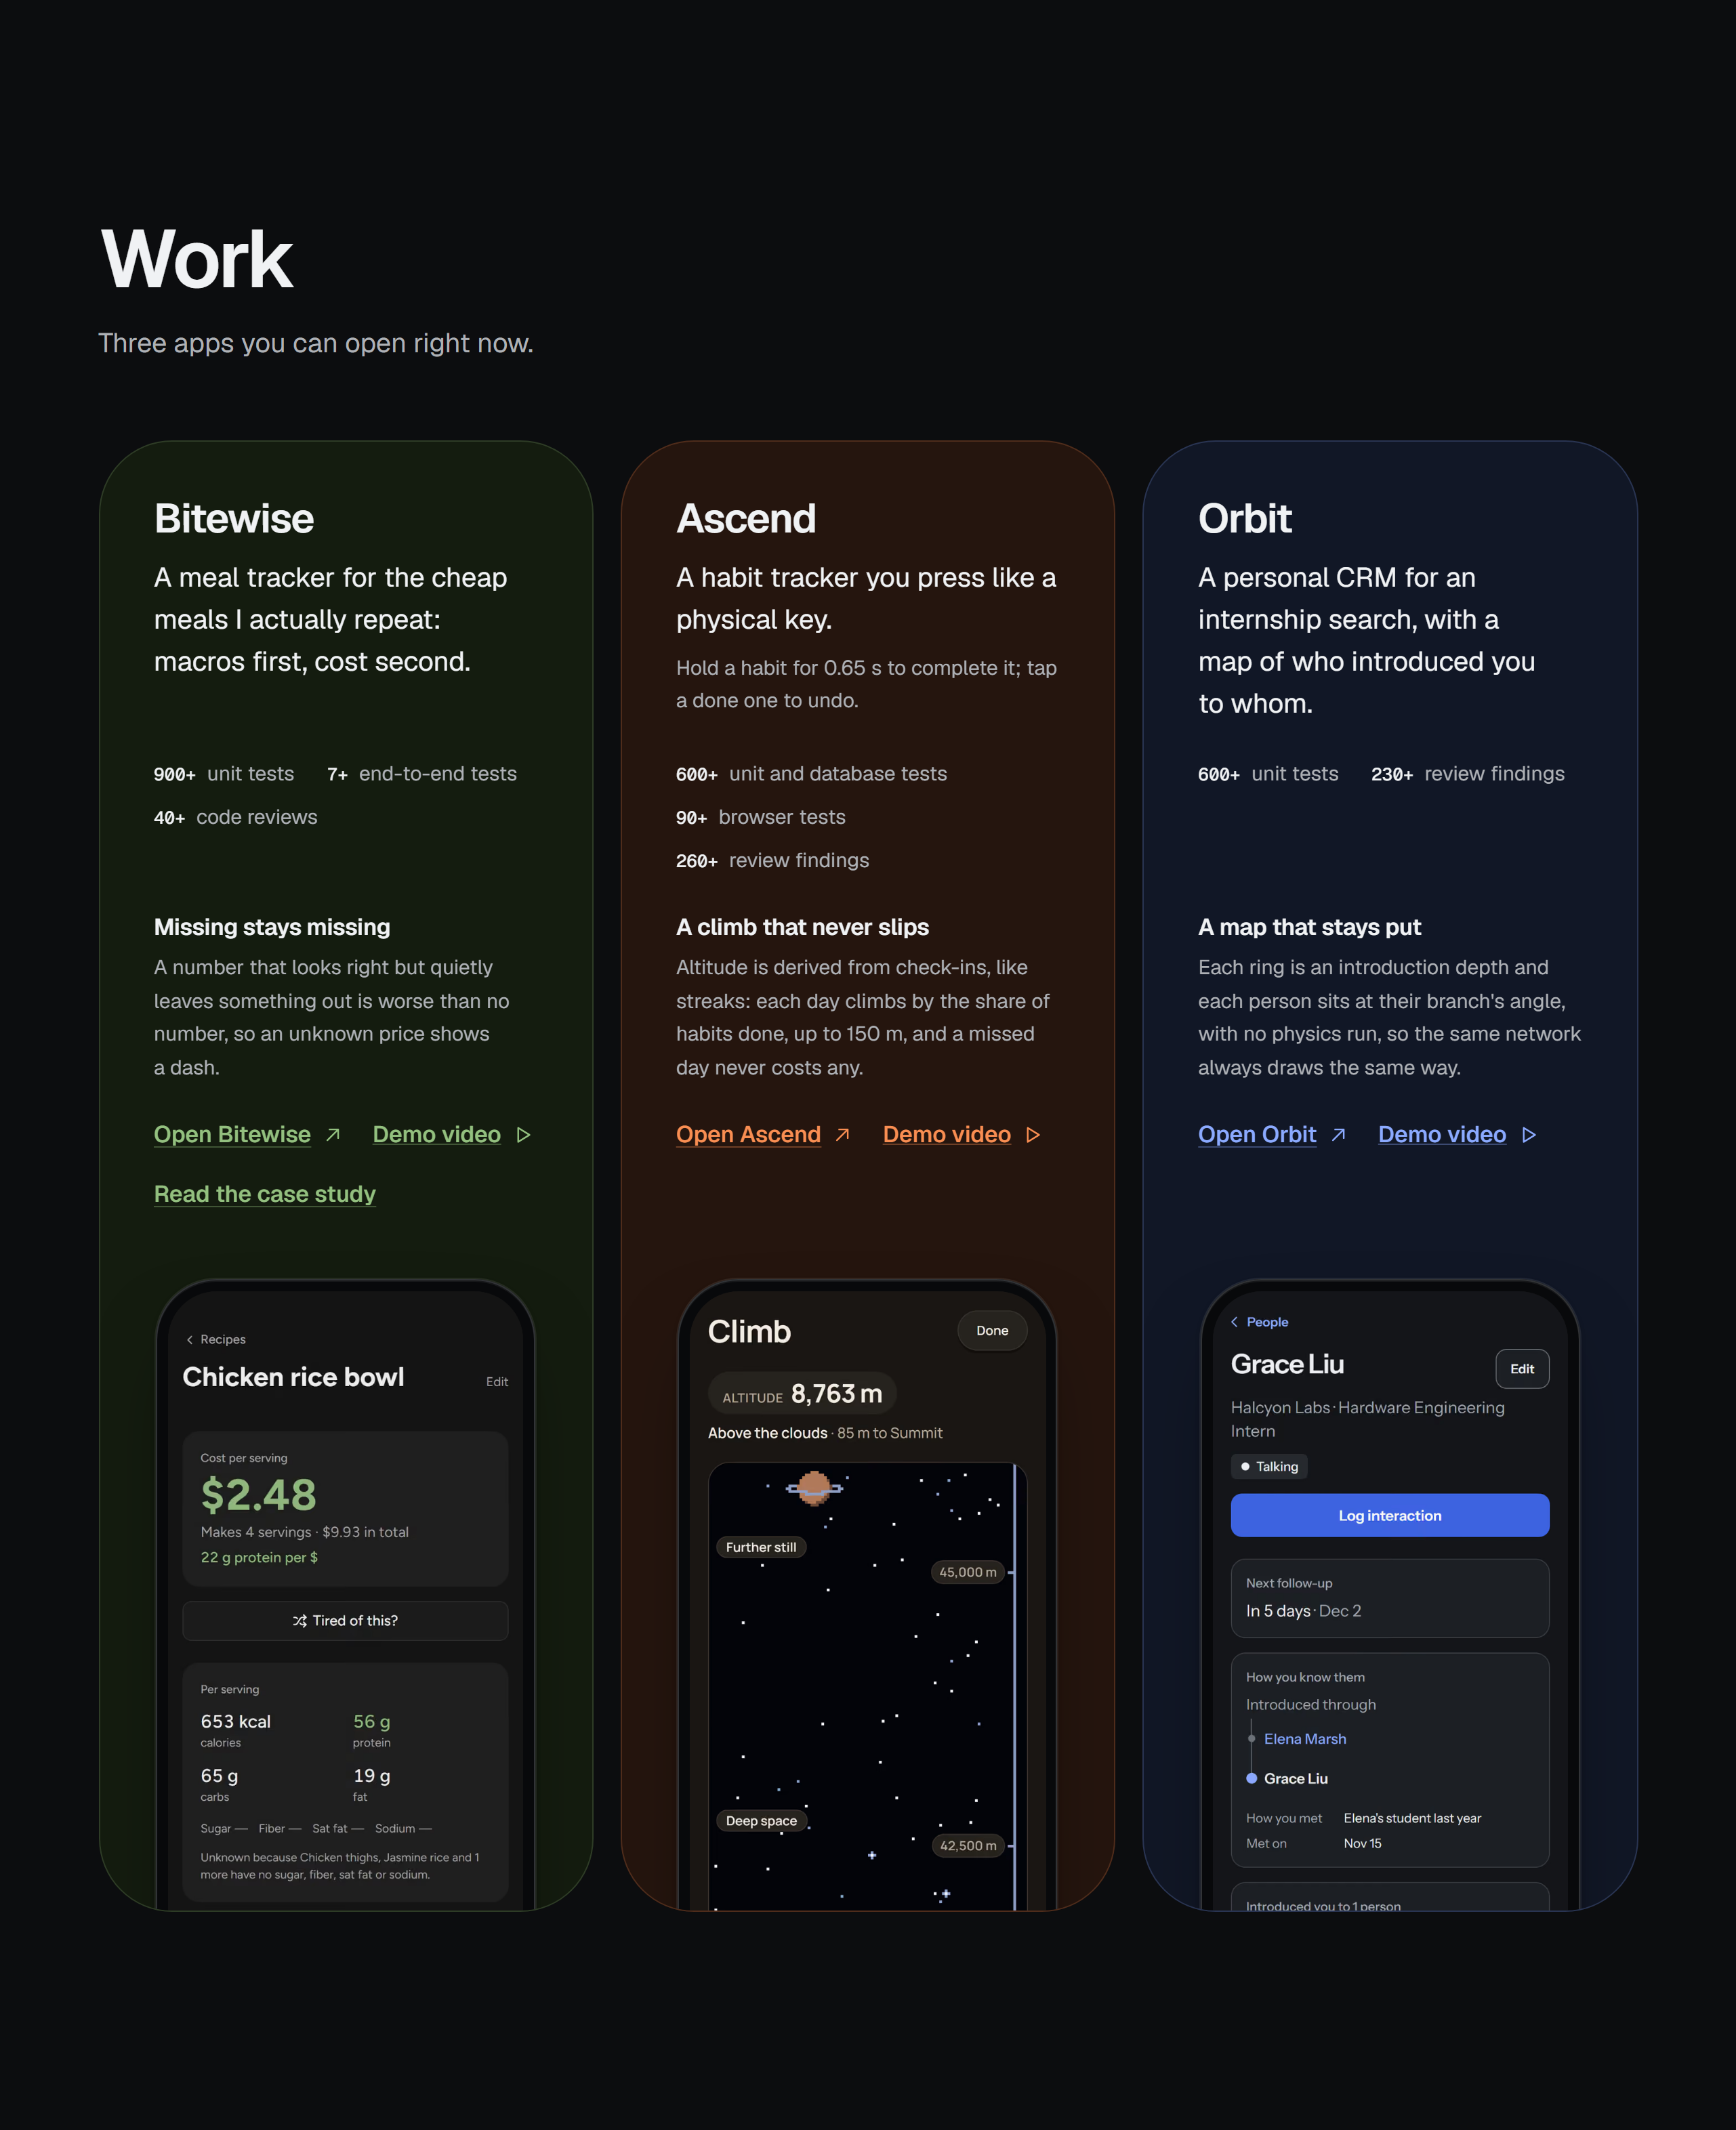 Work
Three apps you can open right now.
Bitewise
A meal tracker for the cheap
meals I actually repeat:
macros first, cost second.
900+ unit tests 7+ end-to-end tests
40+ code reviews
Missing stays missing
A number that looks right but quietly
leaves something out is worse than no
number, so an unknown price shows
a dash.
Open Bitewise Demo video
Read the case study
Recipes
Chicken rice bowl
Edit
Cost per serving
$2.48
Makes 4 servings · $9.93 in total
22 g protein per $
Tired of this?
Per serving
653 kcal 56 g
calories protein
65 g 19 g
carbs fat
Sugar — Fiber — Sat fat — Sodium —
Unknown because Chicken thighs, Jasmine rice and 1
more have no sugar, fiber, sat fat or sodium.
Ascend
A habit tracker you press like a
physical key.
Hold a habit for 0.65 s to complete it; tap
a done one to undo.
600+ unit and database tests
90+ browser tests
260+ review findings
A climb that never slips
Altitude is derived from check-ins, like
streaks: each day climbs by the share of
habits done, up to 150 m, and a missed
day never costs any.
Open Ascend Demo video
Climb
Done
ALTITUDE 8,763 m
Above the clouds · 85 m to Summit
Further still
45,000 m
Deep space
42,500 m
Orbit
A personal CRM for an
internship search, with a
map of who introduced you
to whom.
600+ unit tests 230+ review findings
A map that stays put
Each ring is an introduction depth and
each person sits at their branch's angle,
with no physics run, so the same network
always draws the same way.
Open Orbit Demo video
People
Grace Liu
Edit
Halcyon Labs · Hardware Engineering
Intern
Talking
Log interaction
Next follow-up
In 5 days · Dec 2
How you know them
Introduced through
Elena Marsh
Grace Liu
How you met Elena's student last year
Met on Nov 15
Introduced you to 1 person